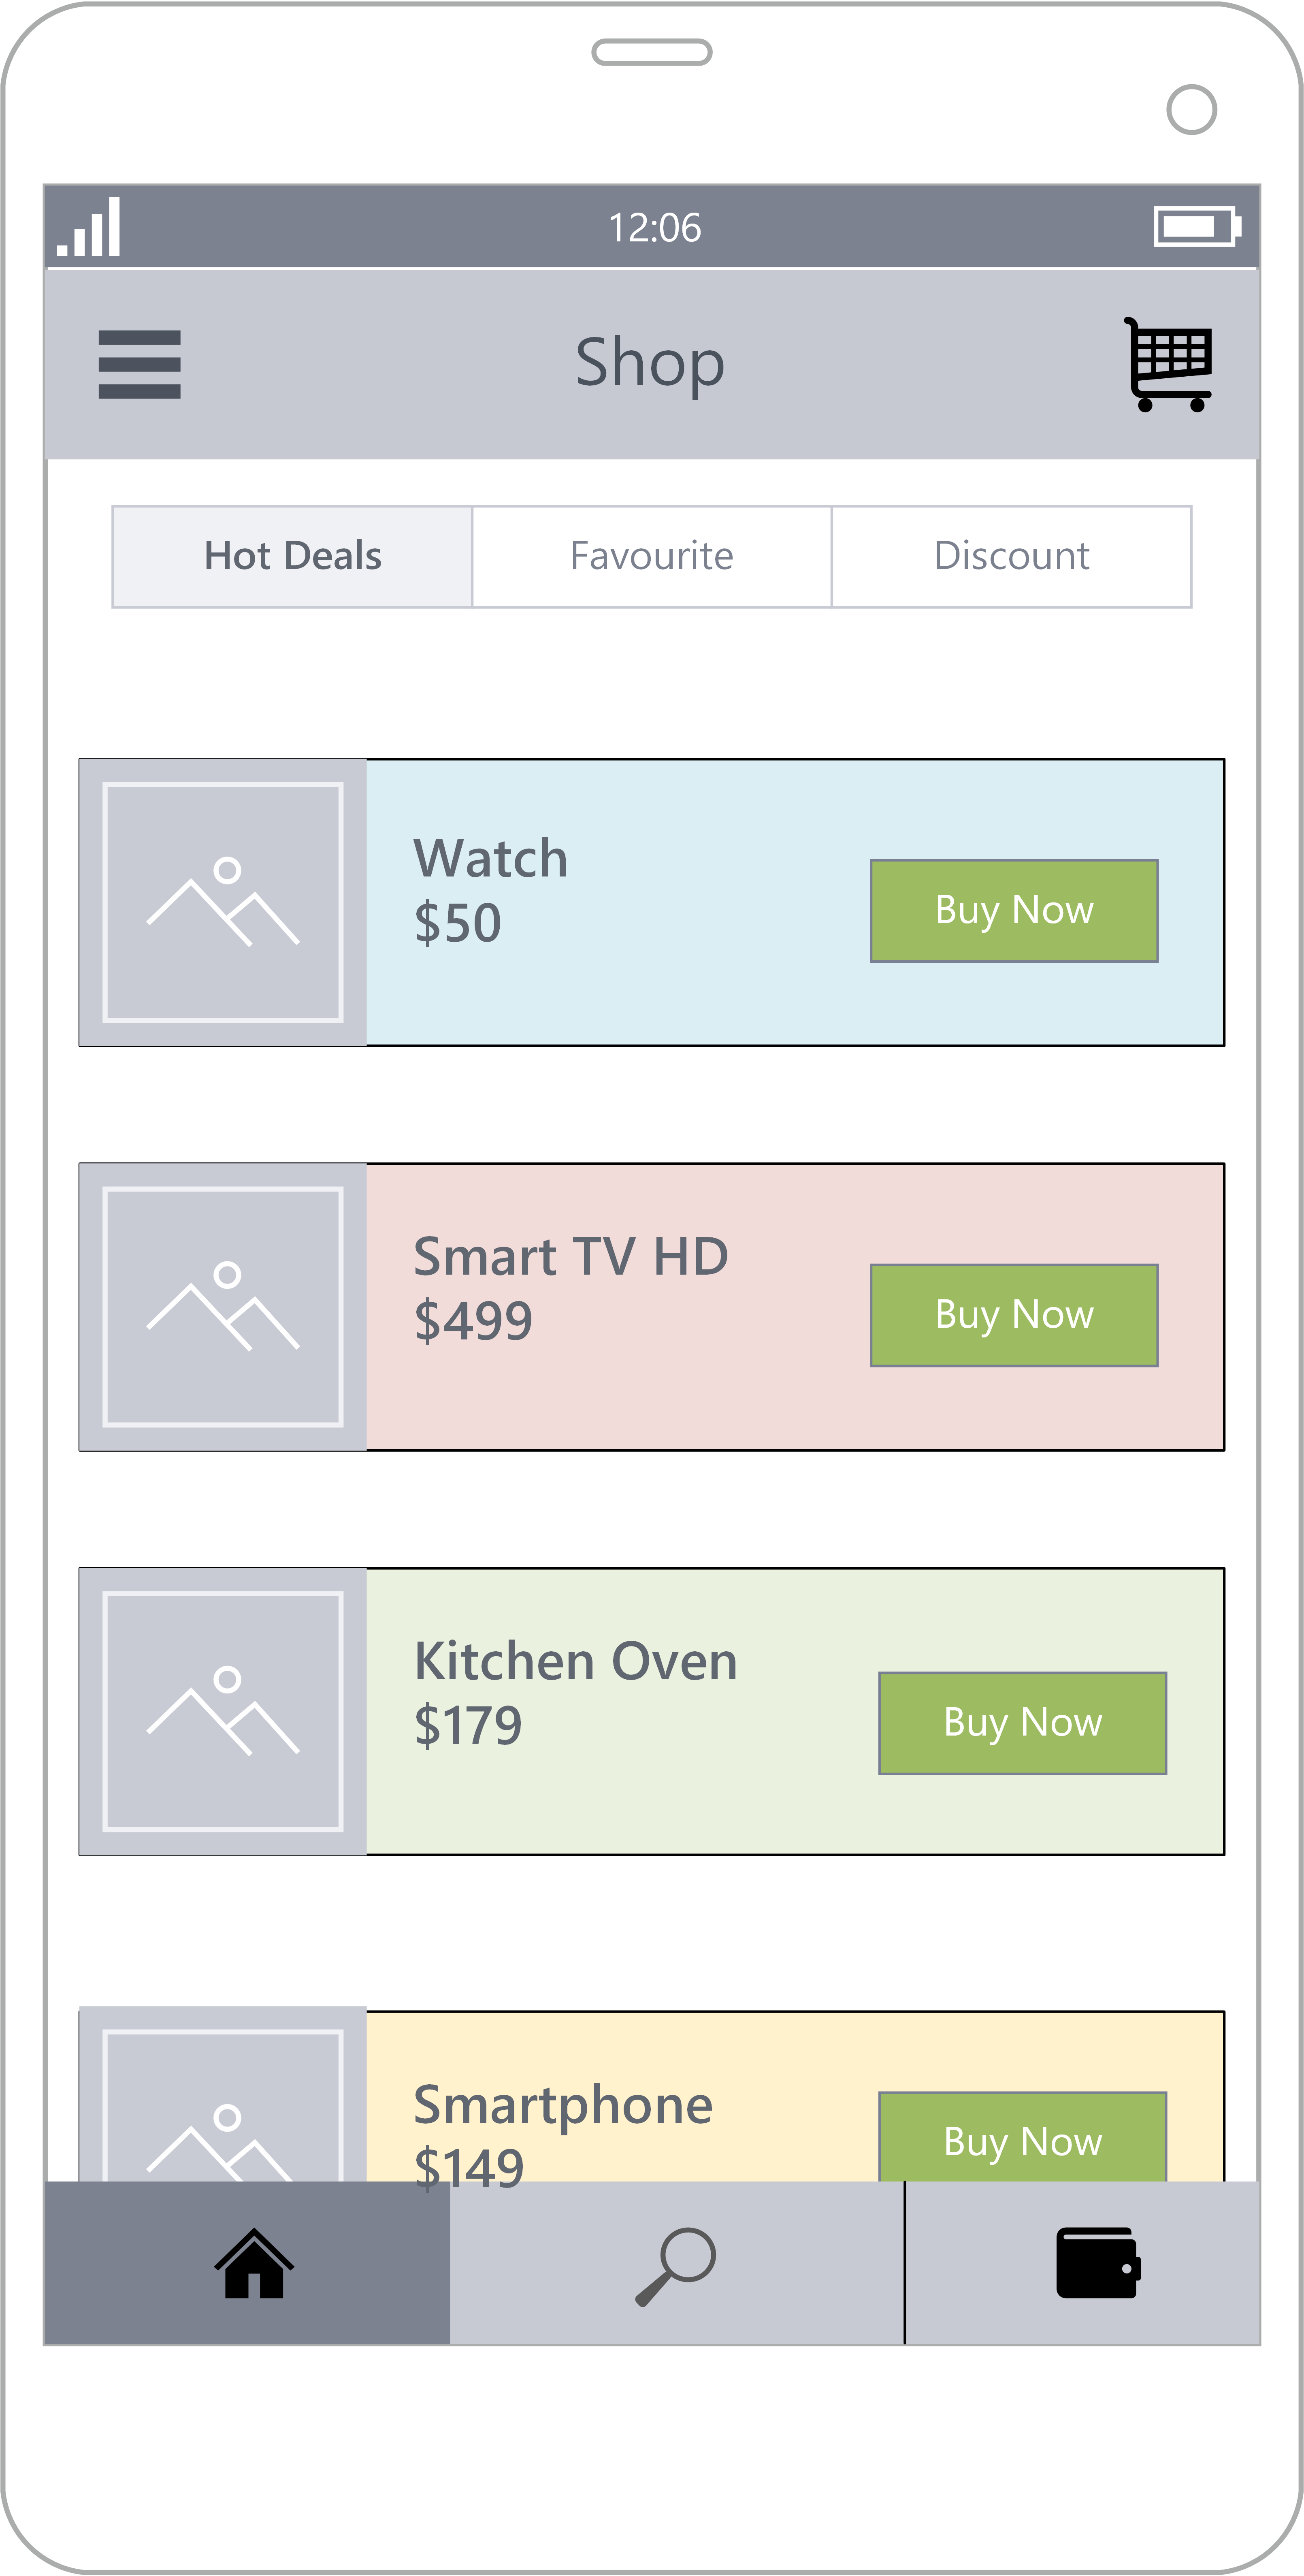 12:06
Shop
Hot Deals
Favourite
Discount
Watch
$50
Buy Now
Smart TV HD
$499
Buy Now
Kitchen Oven
$179
Buy Now
Smartphone
$149
Buy Now